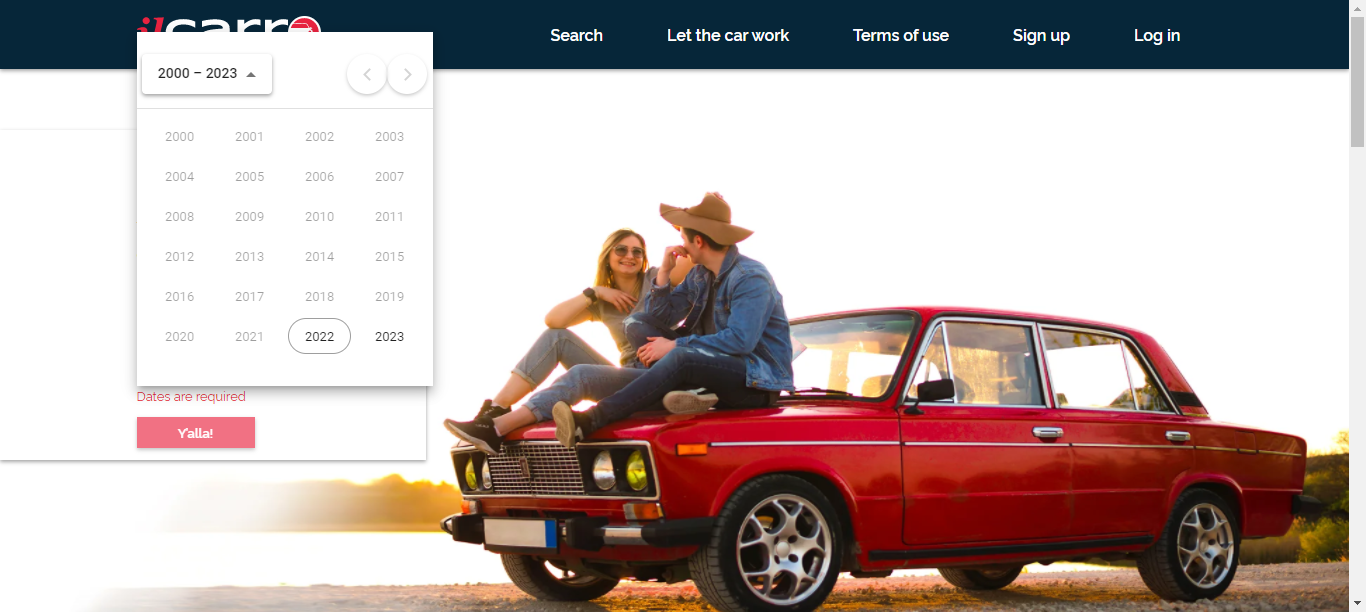 ilcarro
Search
Let the car work
Terms of use
Sign up
Log in
2000 – 2023
2000 2001 2002 2003
2004 2005 2006 2007
2008 2009 2010 2011
2012 2013 2014 2015
2016 2017 2018 2019
2020 2021 2022 2023
Dates are required
Y'alla!